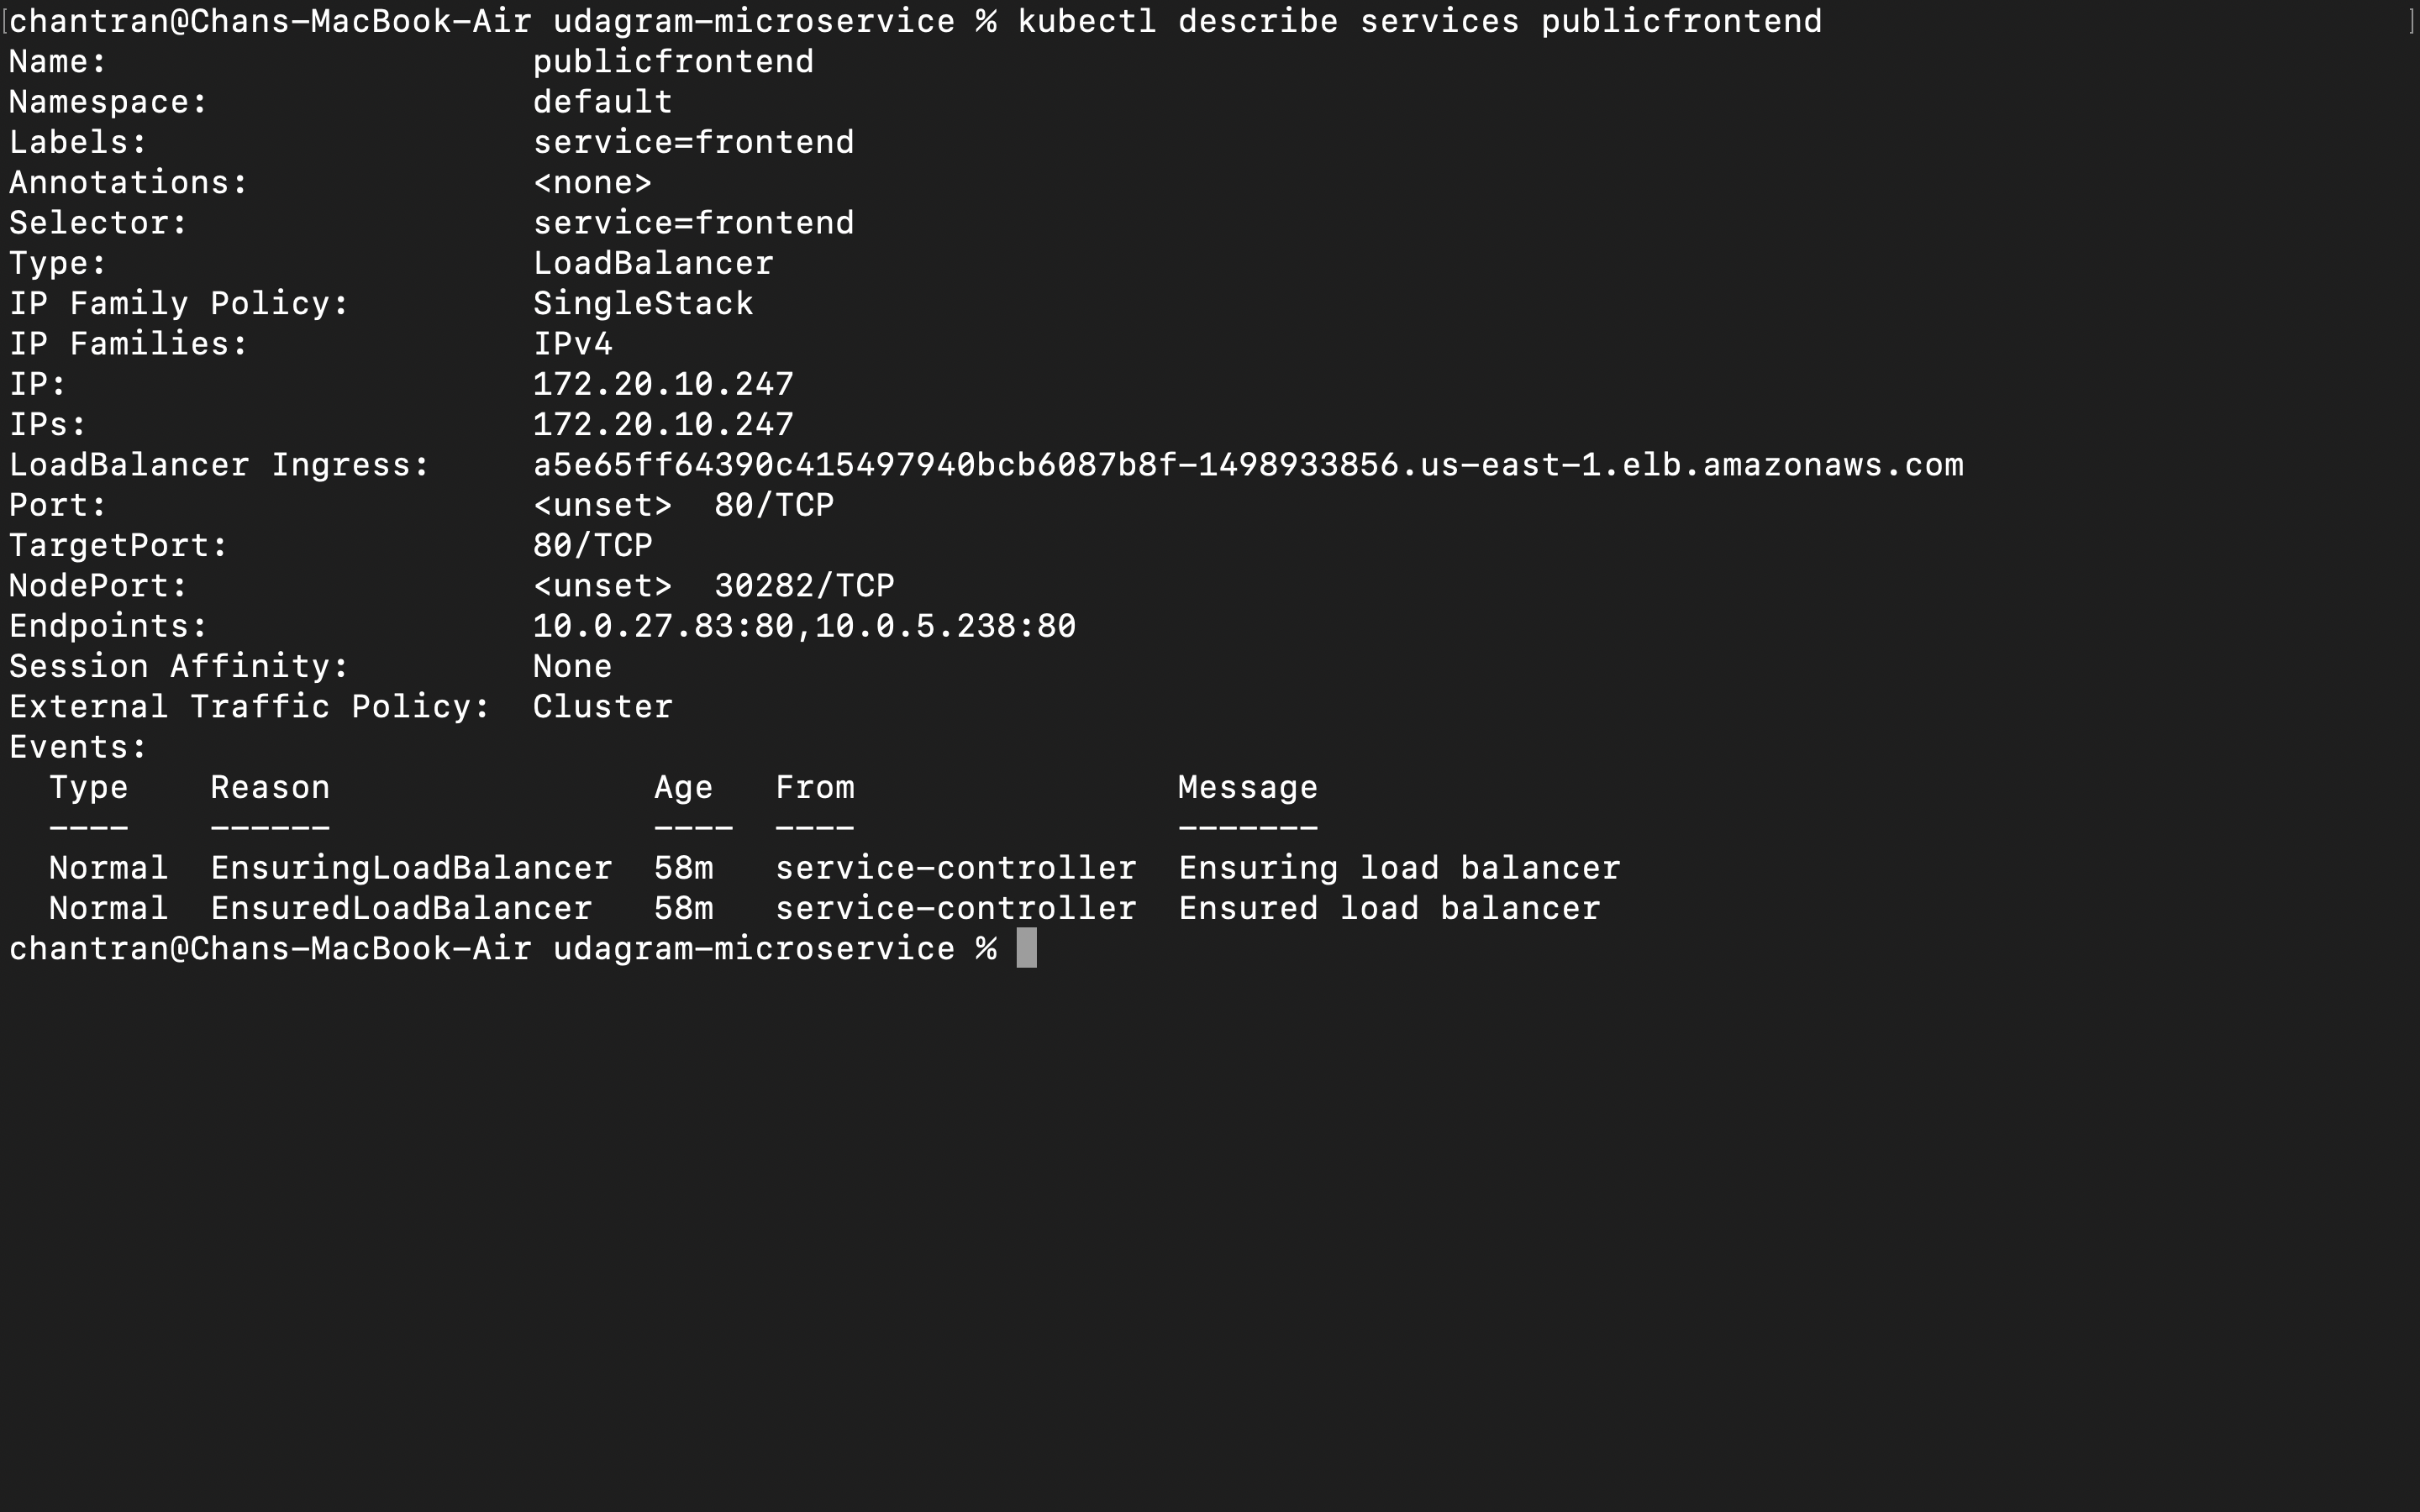 chantran@Chans-MacBook-Air udagram-microservice % kubectl describe services publicfrontend
Name:                     publicfrontend
Namespace:                default
Labels:                   service=frontend
Annotations:              <none>
Selector:                 service=frontend
Type:                     LoadBalancer
IP Family Policy:         SingleStack
IP Families:              IPv4
IP:                       172.20.10.247
IPs:                      172.20.10.247
LoadBalancer Ingress:     a5e65ff64390c415497940bcb6087b8f-1498933856.us-east-1.elb.amazonaws.com
Port:                     <unset>  80/TCP
TargetPort:               80/TCP
NodePort:                 <unset>  30282/TCP
Endpoints:                10.0.27.83:80,10.0.5.238:80
Session Affinity:         None
External Traffic Policy:  Cluster
Events:
  Type    Reason                Age   From                Message
  ----    ------                ----  ----                -------
  Normal  EnsuringLoadBalancer  58m   service-controller  Ensuring load balancer
  Normal  EnsuredLoadBalancer   58m   service-controller  Ensured load balancer
chantran@Chans-MacBook-Air udagram-microservice %